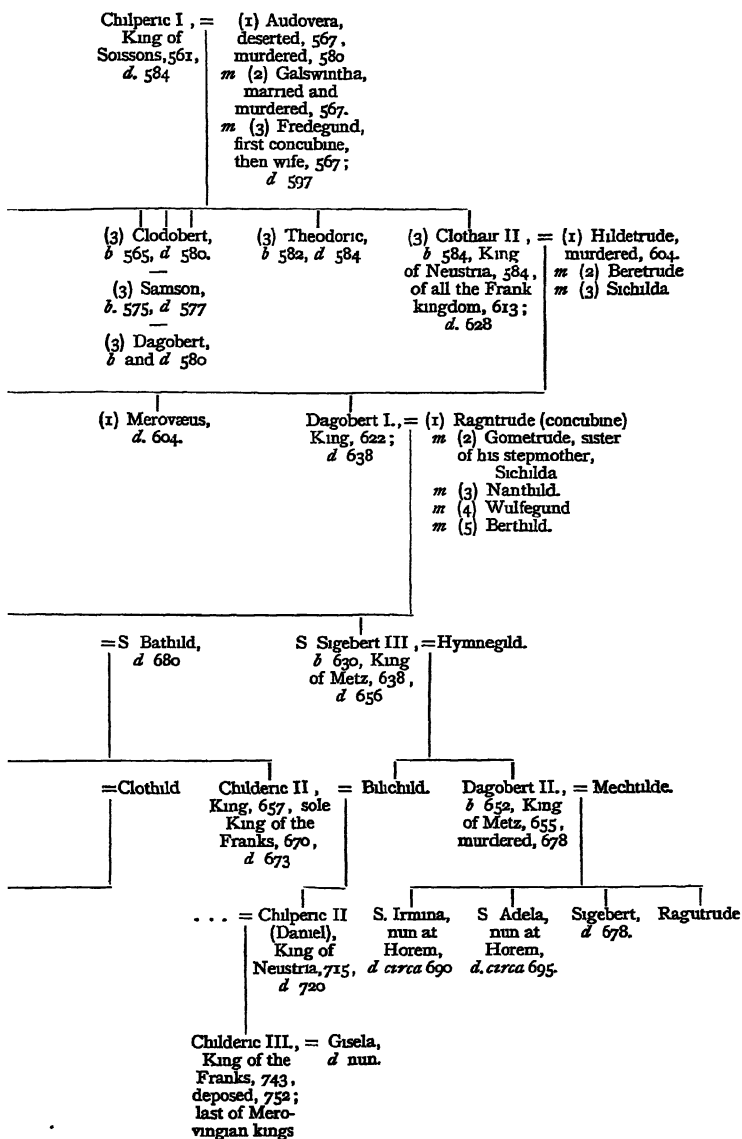 Chilperic I, =
King of
Soissons, 561,
d. 584
(1) Audovera,
deserted, 567,
murdered, 580
m (2) Galswintha,
married and
murdered, 567.
m (3) Fredegund,
first concubine,
then wife, 567;
d 597
(3) Clodobert,
b 565, d 580.
—
(3) Samson,
b. 575, d 577
—
(3) Dagobert,
b and d 580
(3) Theodoric,
b 582, d 584
(3) Clothair II, =
b 584, King
of Neustria, 584,
of all the Frank
kingdom, 613;
d. 628
(1) Hildetrude,
murdered, 604.
m (2) Beretrude
m (3) Sichilda
(1) Merovæus,
d. 604.
Dagobert I., =
King, 622;
d 638
(1) Ragntrude (concubine)
m (2) Gometrude, sister
of his stepmother,
Sichilda
m (3) Nanthild.
m (4) Wulfegund
m (5) Berthild.
=S Bathild,
d 680
S Sigebert III, =Hymnegild.
b 630, King
of Metz, 638,
d 656
=Clothild
Childeric II, = Bilichild.
King, 657, sole
King of the
Franks, 670,
d 673
Dagobert II., = Mechtilde.
b 652, King
of Metz, 655,
murdered, 678
. . . = Chilperic II
(Daniel),
King of
Neustria, 715,
d 720
S. Irmina,
nun at
Horem,
d circa 690
S Adela,
nun at
Horem,
d. circa 695.
Sigebert,
d 678.
Ragutrude
Childeric III., = Gisela,
King of the d nun.
Franks, 743,
deposed, 752;
last of Mero-
vingian kings